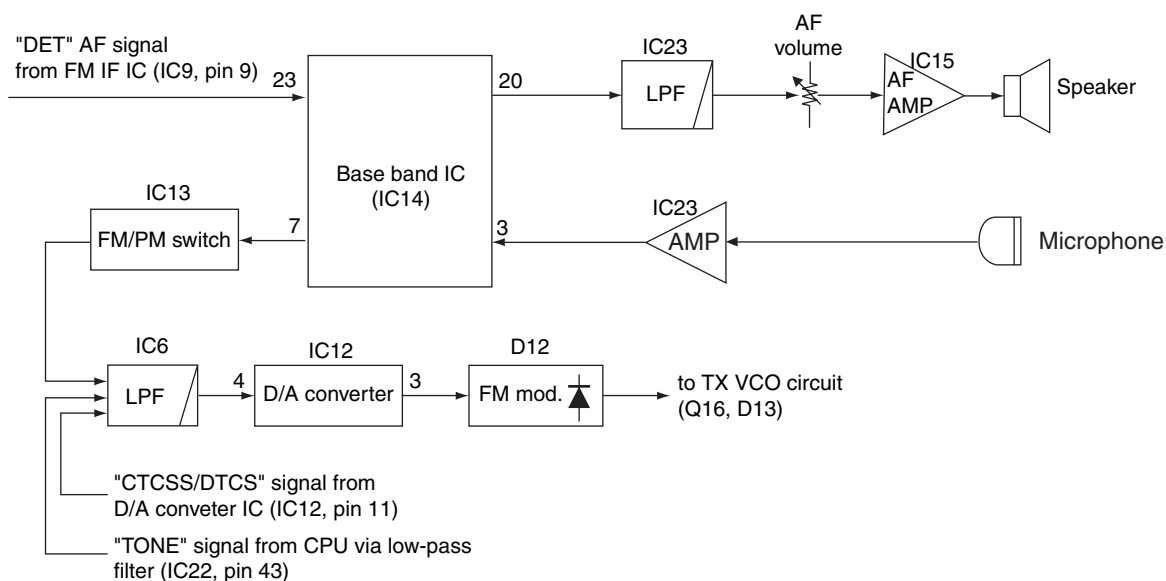 "DET" AF signal
from FM IF IC (IC9, pin 9)
23
Base band IC
(IC14)
20
IC23
LPF
AF
volume
IC15
AF
AMP
Speaker
IC13
FM/PM switch
7
3
IC23
AMP
Microphone
IC6
LPF
4
IC12
D/A converter
3
D12
FM mod.
to TX VCO circuit
(Q16, D13)
"CTCSS/DTCS" signal from
D/A conveter IC (IC12, pin 11)
"TONE" signal from CPU via low-pass
filter (IC22, pin 43)